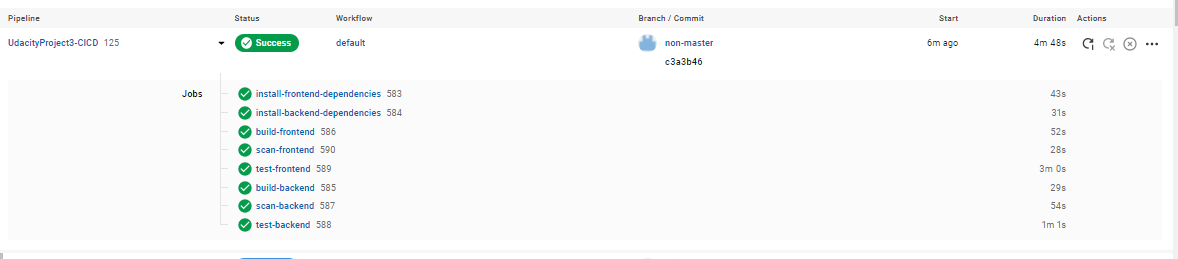 Pipeline Status Workflow Branch / Commit Start Duration Actions
UdacityProject3-CICD 125 Success default non-master 6m ago 4m 48s
c3a3b46
Jobs install-frontend-dependencies 583 43s
install-backend-dependencies 584 31s
build-frontend 586 52s
scan-frontend 590 28s
test-frontend 589 3m 0s
build-backend 585 29s
scan-backend 587 54s
test-backend 588 1m 1s